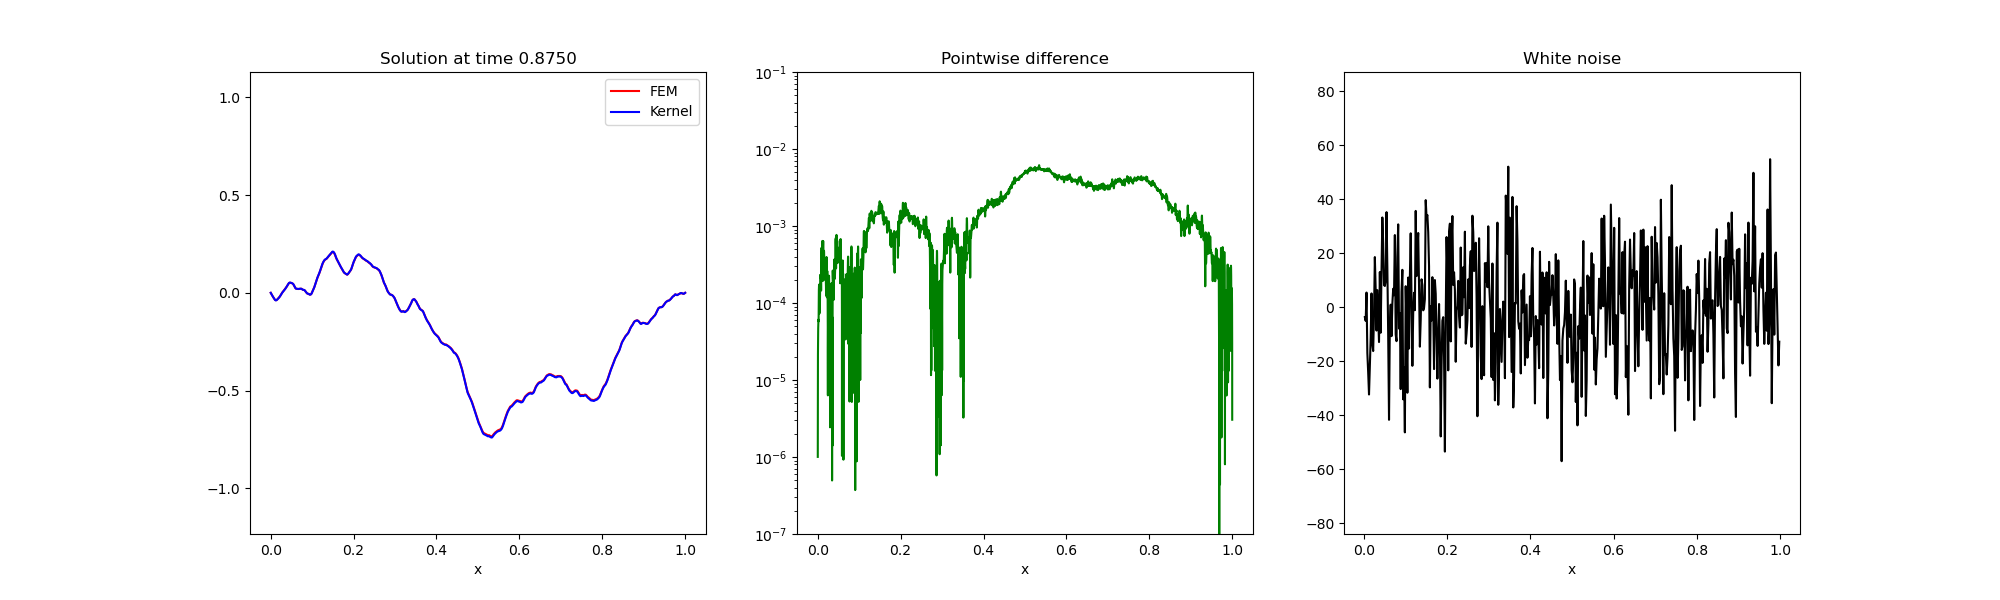 Solution at time 0.8750
1.0
0.5
0.0
−0.5
−1.0
0.0 0.2 0.4 0.6 0.8 1.0
x
FEM
Kernel
Pointwise difference
10⁻¹
10⁻²
10⁻³
10⁻⁴
10⁻⁵
10⁻⁶
10⁻⁷
0.0 0.2 0.4 0.6 0.8 1.0
x
White noise
80
60
40
20
0
−20
−40
−60
−80
0.0 0.2 0.4 0.6 0.8 1.0
x